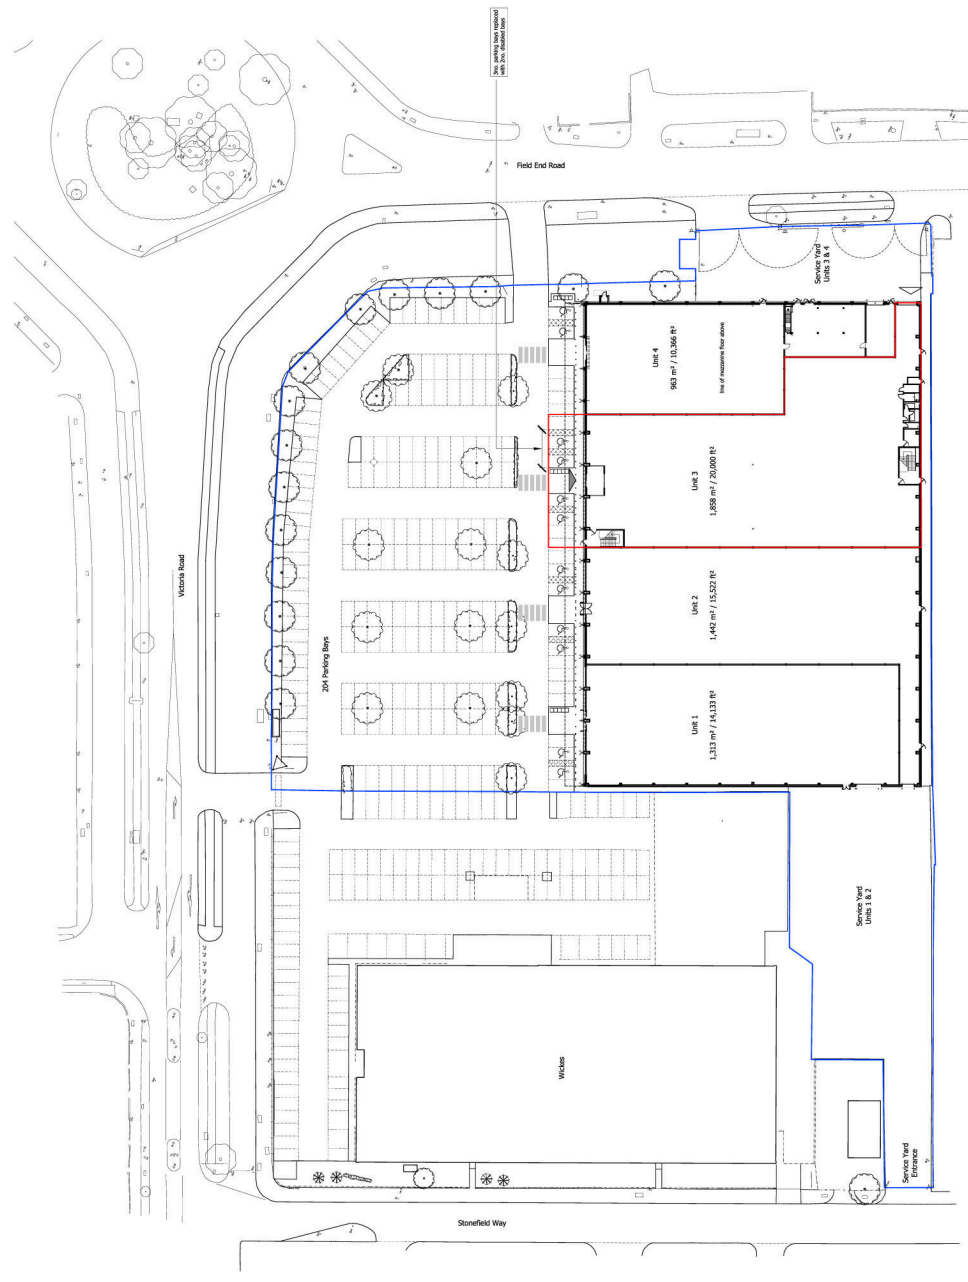 3no. parking bays replaced
with 2no. disabled bays
Field End Road
Service Yard
Units 3 & 4
Unit 4
963 m² / 10,366 ft²
line of mezzanine floor above
Unit 3
1,858 m² / 20,000 ft²
Victoria Road
Unit 2
1,442 m² / 15,522 ft²
204 Parking Bays
Unit 1
1,313 m² / 14,133 ft²
Service Yard
Units 1 & 2
Wickes
Service Yard
Entrance
Stonefield Way